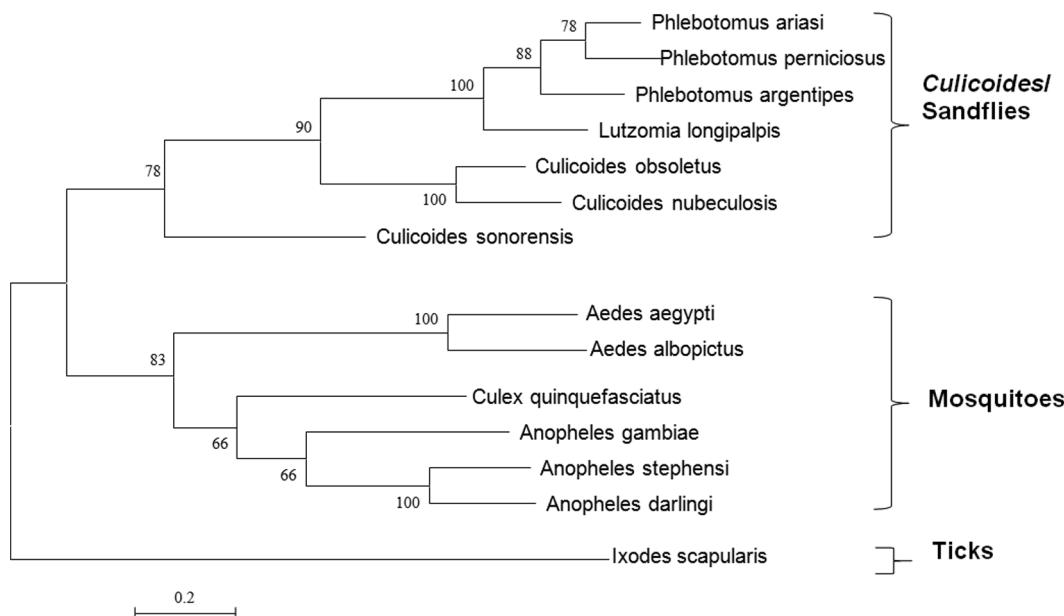 78
Phlebotomus ariasi
88
Phlebotomus perniciosus
100
Phlebotomus argentipes
Culicoides/
Sandflies
90
Lutzomia longipalpis
78
Culicoides obsoletus
100
Culicoides nubeculosis
Culicoides sonorensis
100
Aedes aegypti
83
Aedes albopictus
Culex quinquefasciatus
Mosquitoes
66
Anopheles gambiae
66
Anopheles stephensi
100
Anopheles darlingi
Ixodes scapularis
Ticks
0.2